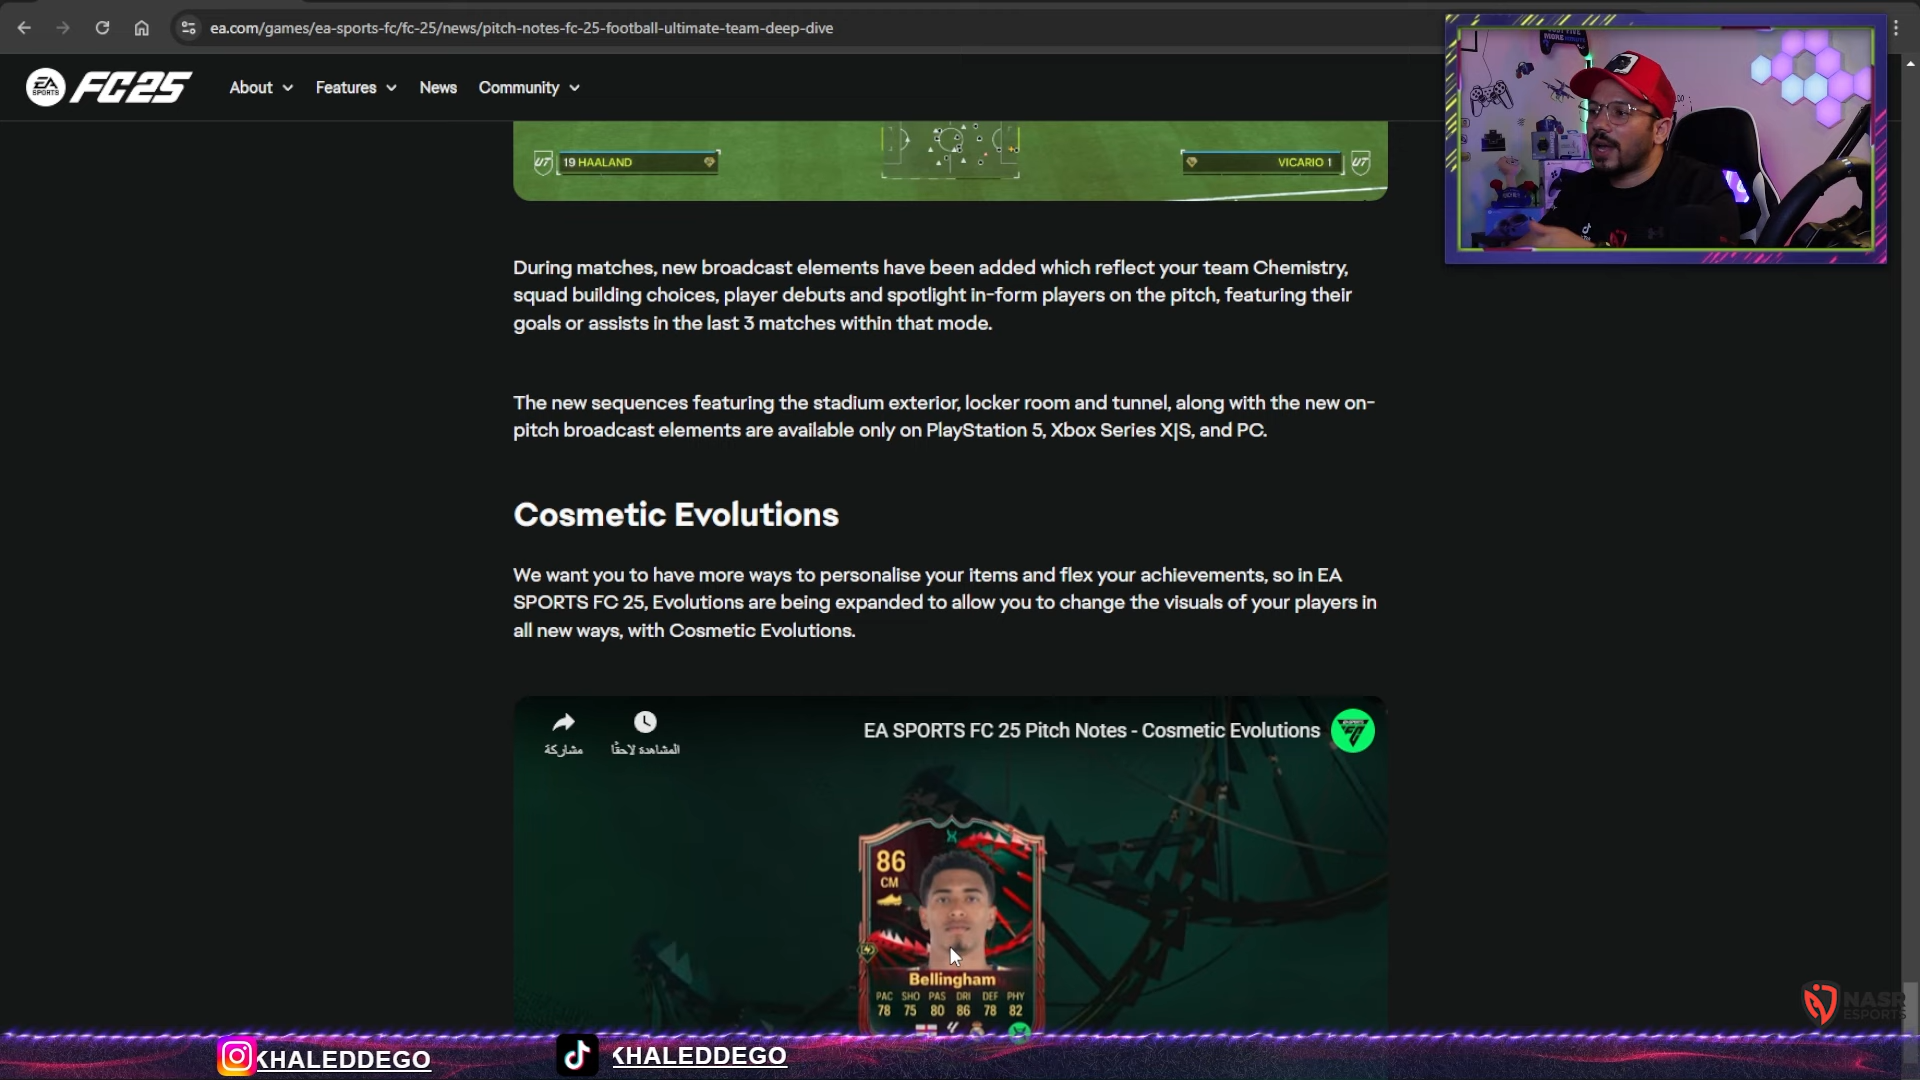 ea.com/games/ea-sports-fc/fc-25/news/pitch-notes-fc-25-football-ultimate-team-deep-dive
EA SPORTS FC 25
About
Features
News
Community
UT 19 HAALAND
VICARIO 1 UT
During matches, new broadcast elements have been added which reflect your team Chemistry,
squad building choices, player debuts and spotlight in-form players on the pitch, featuring their
goals or assists in the last 3 matches within that mode.
The new sequences featuring the stadium exterior, locker room and tunnel, along with the new on-
pitch broadcast elements are available only on PlayStation 5, Xbox Series X|S, and PC.
Cosmetic Evolutions
We want you to have more ways to personalise your items and flex your achievements, so in EA
SPORTS FC 25, Evolutions are being expanded to allow you to change the visuals of your players in
all new ways, with Cosmetic Evolutions.
مشاركة
المشاهدة لاحقًا
EA SPORTS FC 25 Pitch Notes - Cosmetic Evolutions
86
CM
Bellingham
PAC SHO PAS DRI DEF PHY
78 75 80 86 78 82
NASR
ESPORTS
KHALEDDEGO
KHALEDDEGO